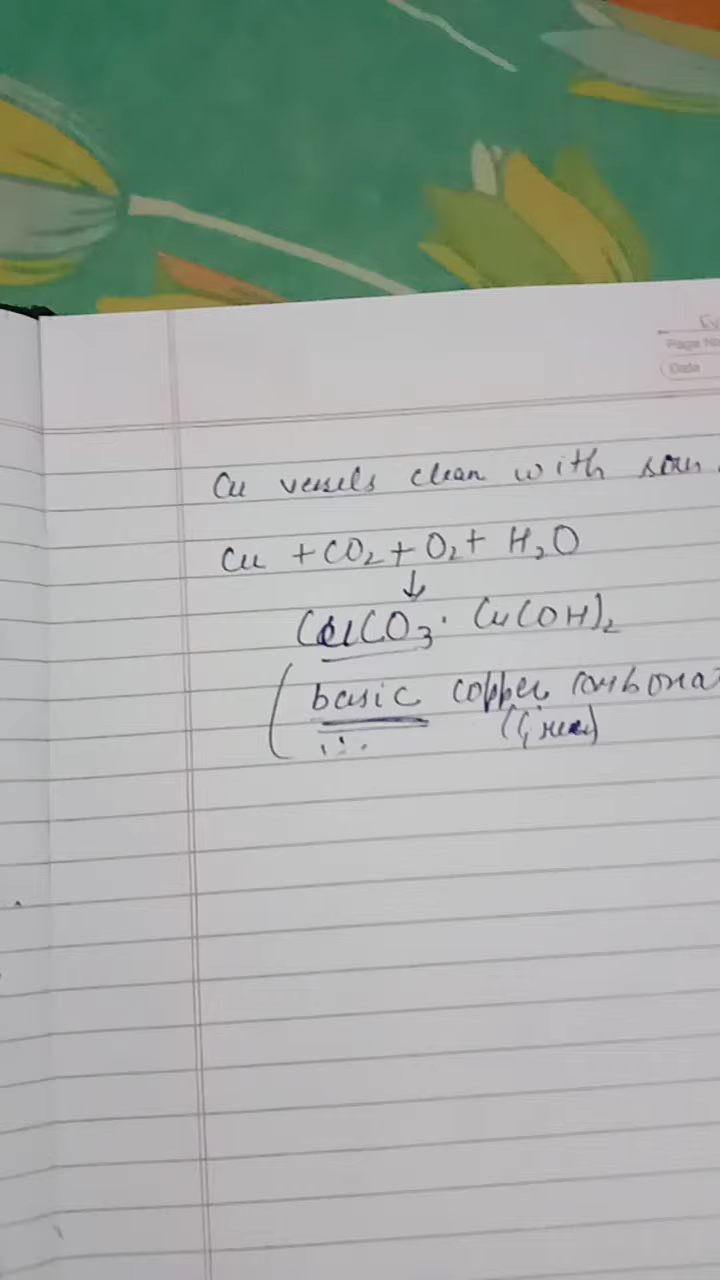 Page No
Date
Cu vessels clean with sour
Cu + CO₂ + O₂ + H₂O
↓
CuCO₃ · Cu(OH)₂
(basic copper carbonat
(Green)